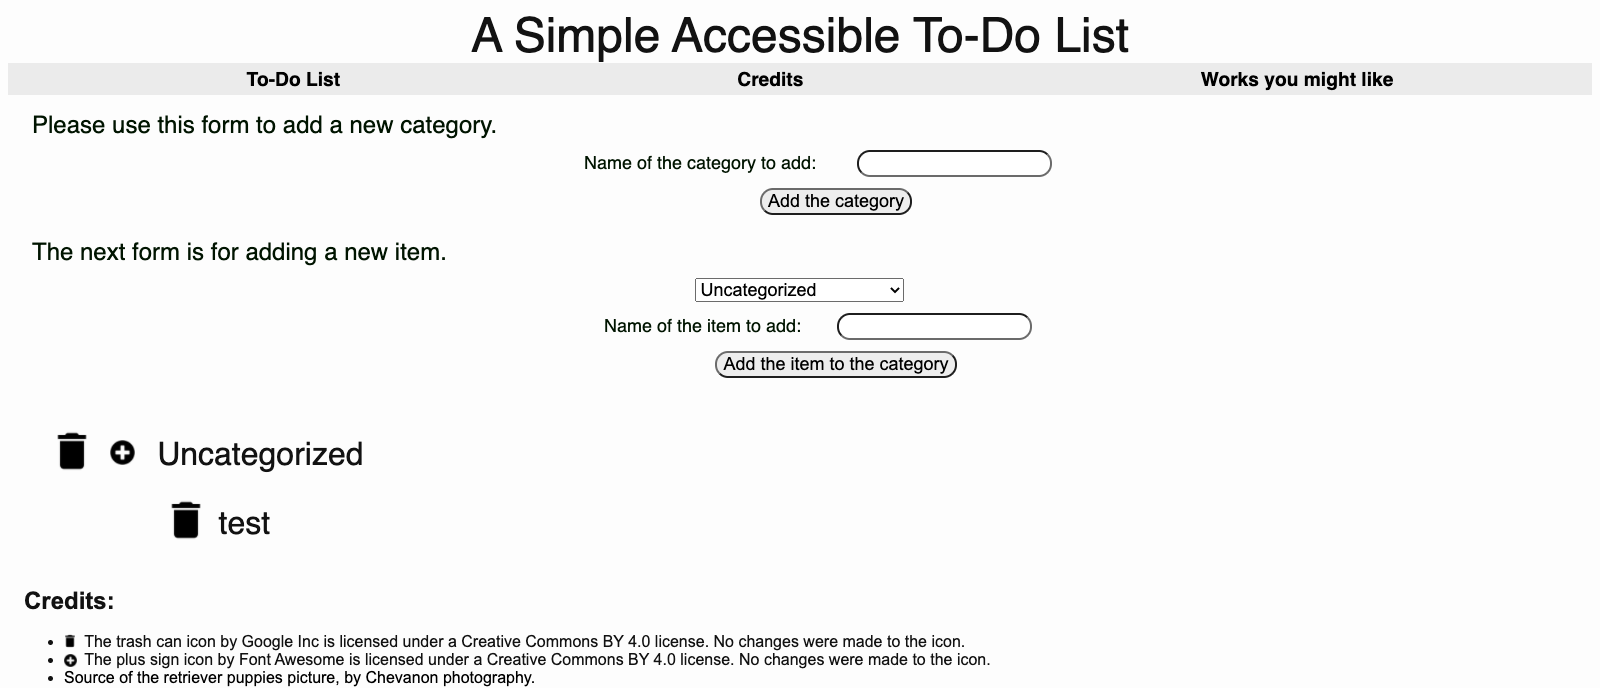 A Simple Accessible To-Do List
To-Do List Credits Works you might like
Please use this form to add a new category.
Name of the category to add:
Add the category
The next form is for adding a new item.
Uncategorized
Name of the item to add:
Add the item to the category
Uncategorized
test
Credits:
The trash can icon by Google Inc is licensed under a Creative Commons BY 4.0 license. No changes were made to the icon.
The plus sign icon by Font Awesome is licensed under a Creative Commons BY 4.0 license. No changes were made to the icon.
Source of the retriever puppies picture, by Chevanon photography.